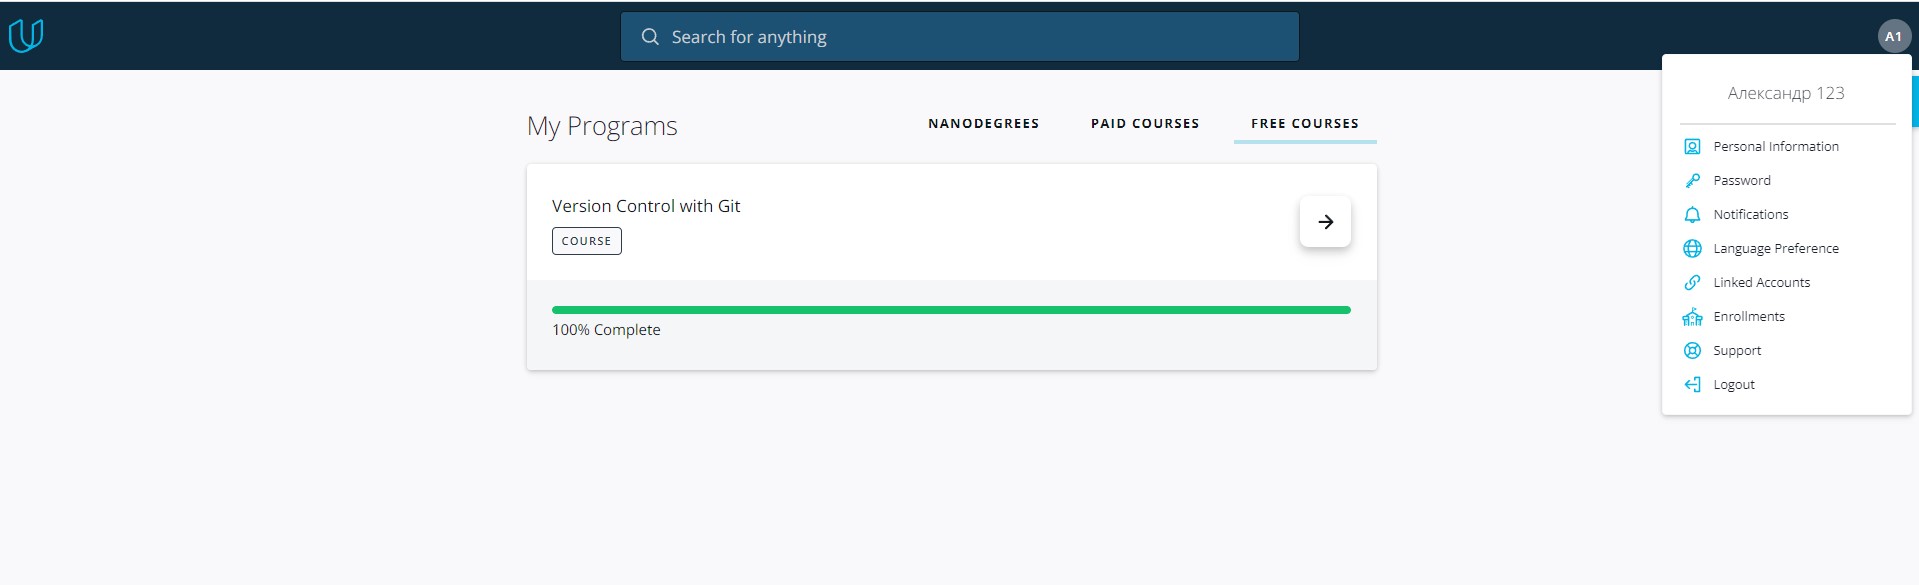 Search for anything
A1
Александр 123
My Programs
NANODEGREES
PAID COURSES
FREE COURSES
Version Control with Git
COURSE
100% Complete
Personal Information
Password
Notifications
Language Preference
Linked Accounts
Enrollments
Support
Logout